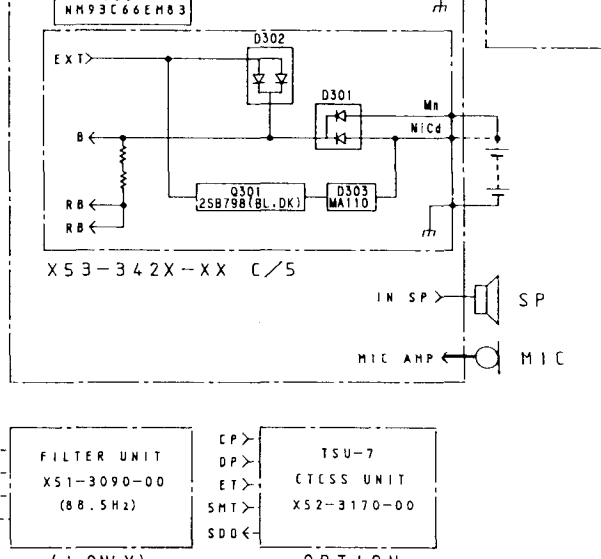 NM93C66EM83
D302
EXT
D301
Mn
NiCd
B
Q301
2SB798(BL.DK)
D303
MA110
RB
RB
X53-342X-XX C/5
IN SP
SP
MIC AMP
MIC
FILTER UNIT
X51-3090-00
(88.5Hz)
CP
DP
ET
SMT
SDO
TSU-7
CTCSS UNIT
X52-3170-00
ONLY)
OPTION